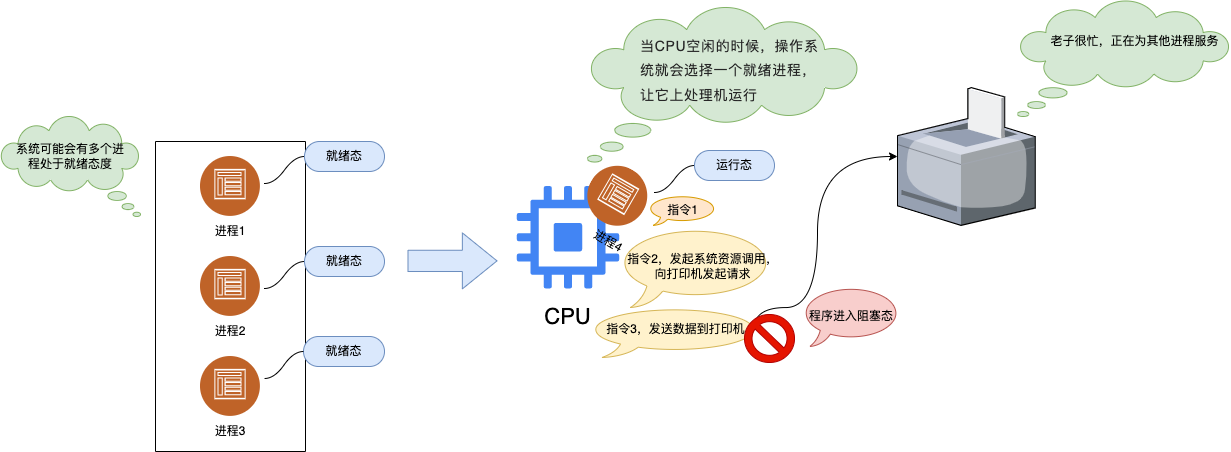 系统可能会有多个进
程处于就绪态度
就绪态
进程1
就绪态
进程2
就绪态
进程3
当CPU空闲的时候，操作系
统就会选择一个就绪进程，
让它上处理机运行
运行态
进程4
指令1
指令2，发起系统资源调用，
向打印机发起请求
CPU
指令3，发送数据到打印机
程序进入阻塞态
老子很忙，正在为其他进程服务